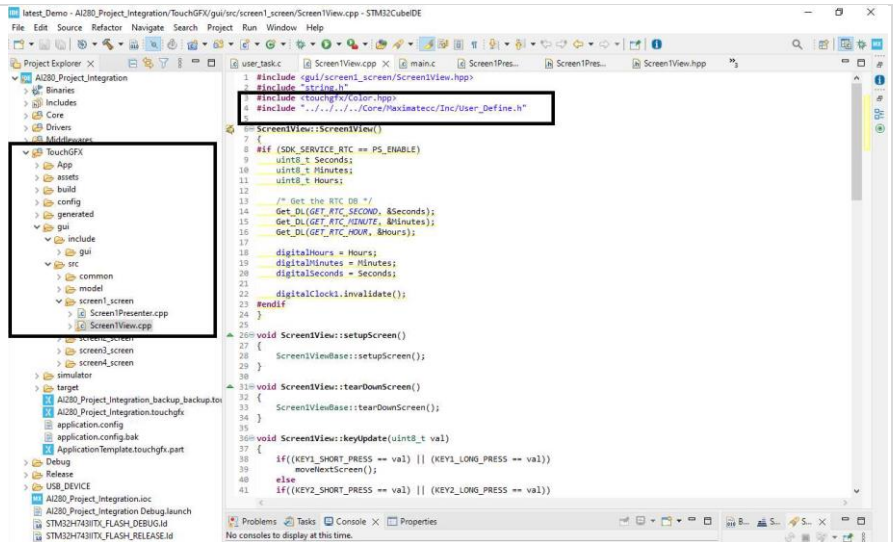 latest_Demo - AI280_Project_Integration/TouchGFX/gui/src/screen1_screen/Screen1View.cpp - STM32CubeIDE
File Edit Source Refactor Navigate Search Project Run Window Help
Project Explorer
AI280_Project_Integration
Binaries
Includes
Core
Drivers
Middlewares
TouchGFX
App
assets
build
config
generated
gui
include
gui
src
common
model
screen1_screen
Screen1Presenter.cpp
Screen1View.cpp
screen2_screen
screen3_screen
screen4_screen
simulator
target
AI280_Project_Integration_backup_backup.tou
AI280_Project_Integration.touchgfx
application.config
application.config.bak
ApplicationTemplate.touchgfx.part
Debug
Release
USB_DEVICE
AI280_Project_Integration.ioc
AI280_Project_Integration Debug.launch
STM32H743IITX_FLASH_DEBUG.ld
STM32H743IITX_FLASH_RELEASE.ld
user_task.c Screen1View.cpp main.c Screen1Pres... Screen1Pres... Screen1View.hpp
1 #include <gui/screen1_screen/Screen1View.hpp>
2 #include "string.h"
3 #include <touchgfx/Color.hpp>
4 #include "../../../../Core/Maximatecc/Inc/User_Define.h"
5
6 Screen1View::Screen1View()
7 {
8 #if (SDK_SERVICE_RTC == PS_ENABLE)
9 uint8_t Seconds;
10 uint8_t Minutes;
11 uint8_t Hours;
12
13 /* Get the RTC DB */
14 Get_DL(GET_RTC_SECOND, &Seconds);
15 Get_DL(GET_RTC_MINUTE, &Minutes);
16 Get_DL(GET_RTC_HOUR, &Hours);
17
18 digitalHours = Hours;
19 digitalMinutes = Minutes;
20 digitalSeconds = Seconds;
21
22 digitalClock1.invalidate();
23 #endif
24 }
25
26 void Screen1View::setupScreen()
27 {
28 Screen1ViewBase::setupScreen();
29 }
30
31 void Screen1View::tearDownScreen()
32 {
33 Screen1ViewBase::tearDownScreen();
34 }
35
36 void Screen1View::keyUpdate(uint8_t val)
37 {
38 if((KEY1_SHORT_PRESS == val) || (KEY1_LONG_PRESS == val))
39 moveNextScreen();
40 else
41 if((KEY2_SHORT_PRESS == val) || (KEY2_LONG_PRESS == val))
Problems Tasks Console Properties
B... S... S...
No consoles to display at this time.